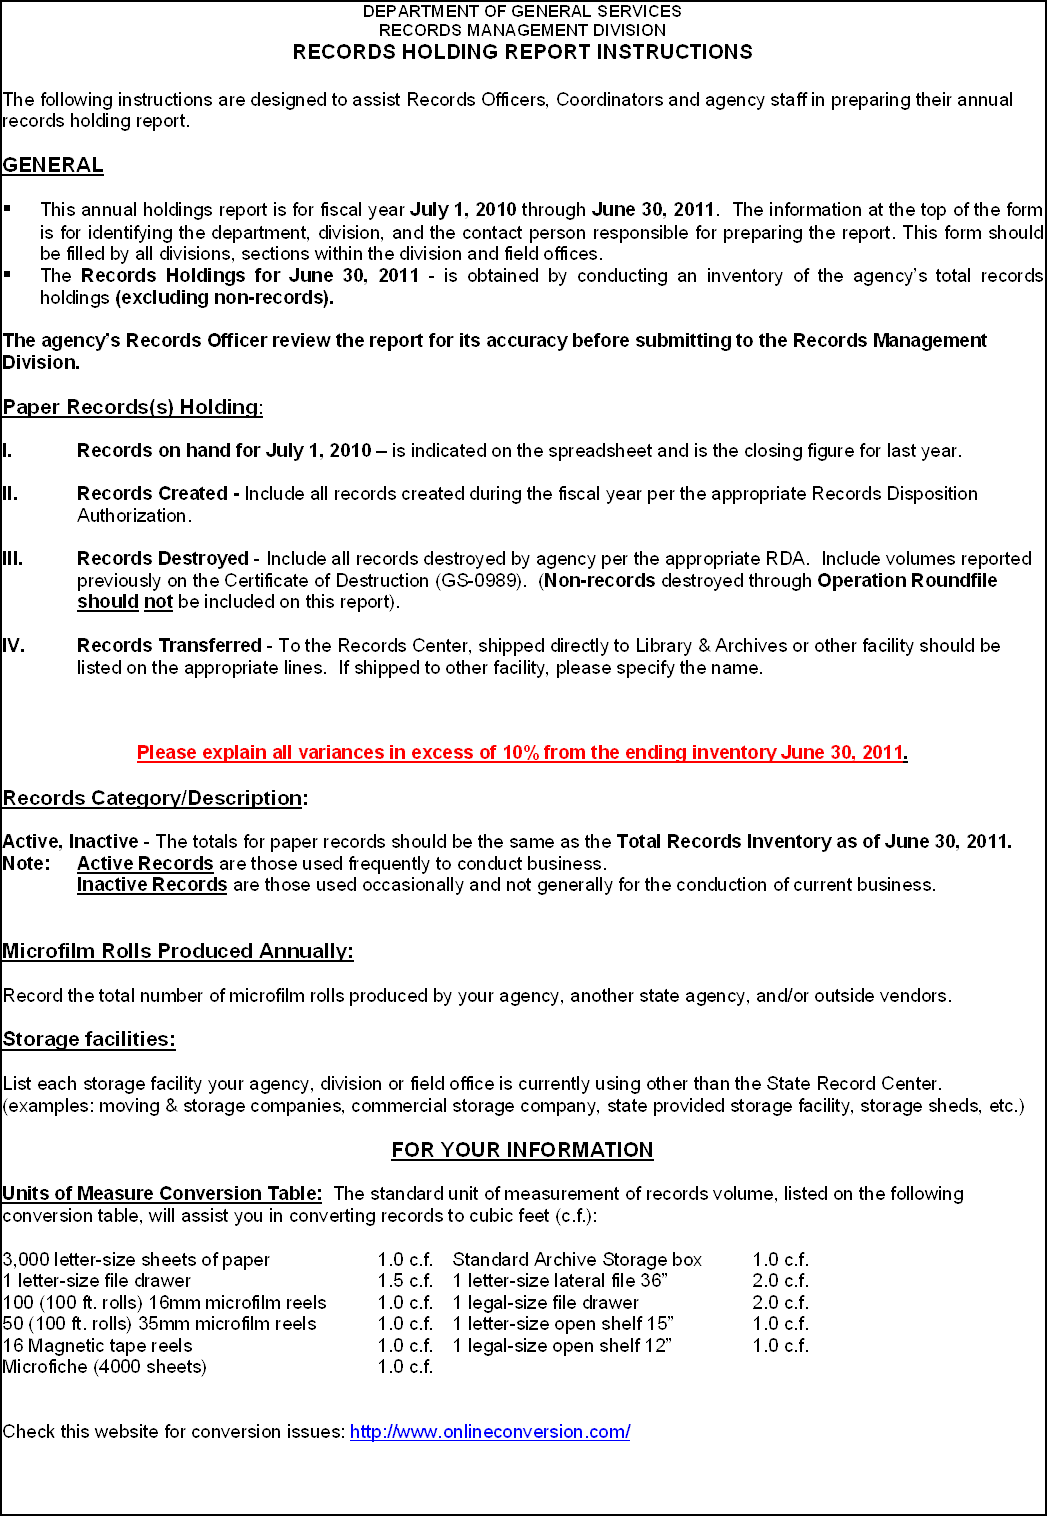 DEPARTMENT OF GENERAL SERVICES
RECORDS MANAGEMENT DIVISION
RECORDS HOLDING REPORT INSTRUCTIONS
The following instructions are designed to assist Records Officers, Coordinators and agency staff in preparing their annual
records holding report.
GENERAL
▪ This annual holdings report is for fiscal year July 1, 2010 through June 30, 2011. The information at the top of the form
is for identifying the department, division, and the contact person responsible for preparing the report. This form should
be filled by all divisions, sections within the division and field offices.
▪ The Records Holdings for June 30, 2011 - is obtained by conducting an inventory of the agency's total records
holdings (excluding non-records).
The agency's Records Officer review the report for its accuracy before submitting to the Records Management
Division.
Paper Records(s) Holding:
I. Records on hand for July 1, 2010 – is indicated on the spreadsheet and is the closing figure for last year.
II. Records Created - Include all records created during the fiscal year per the appropriate Records Disposition
Authorization.
III. Records Destroyed - Include all records destroyed by agency per the appropriate RDA. Include volumes reported
previously on the Certificate of Destruction (GS-0989). (Non-records destroyed through Operation Roundfile
should not be included on this report).
IV. Records Transferred - To the Records Center, shipped directly to Library & Archives or other facility should be
listed on the appropriate lines. If shipped to other facility, please specify the name.
Please explain all variances in excess of 10% from the ending inventory June 30, 2011.
Records Category/Description:
Active, Inactive - The totals for paper records should be the same as the Total Records Inventory as of June 30, 2011.
Note: Active Records are those used frequently to conduct business.
Inactive Records are those used occasionally and not generally for the conduction of current business.
Microfilm Rolls Produced Annually:
Record the total number of microfilm rolls produced by your agency, another state agency, and/or outside vendors.
Storage facilities:
List each storage facility your agency, division or field office is currently using other than the State Record Center.
(examples: moving & storage companies, commercial storage company, state provided storage facility, storage sheds, etc.)
FOR YOUR INFORMATION
Units of Measure Conversion Table: The standard unit of measurement of records volume, listed on the following
conversion table, will assist you in converting records to cubic feet (c.f.):
3,000 letter-size sheets of paper 1.0 c.f. Standard Archive Storage box 1.0 c.f.
1 letter-size file drawer 1.5 c.f. 1 letter-size lateral file 36” 2.0 c.f.
100 (100 ft. rolls) 16mm microfilm reels 1.0 c.f. 1 legal-size file drawer 2.0 c.f.
50 (100 ft. rolls) 35mm microfilm reels 1.0 c.f. 1 letter-size open shelf 15” 1.0 c.f.
16 Magnetic tape reels 1.0 c.f. 1 legal-size open shelf 12” 1.0 c.f.
Microfiche (4000 sheets) 1.0 c.f.
Check this website for conversion issues: http://www.onlineconversion.com/